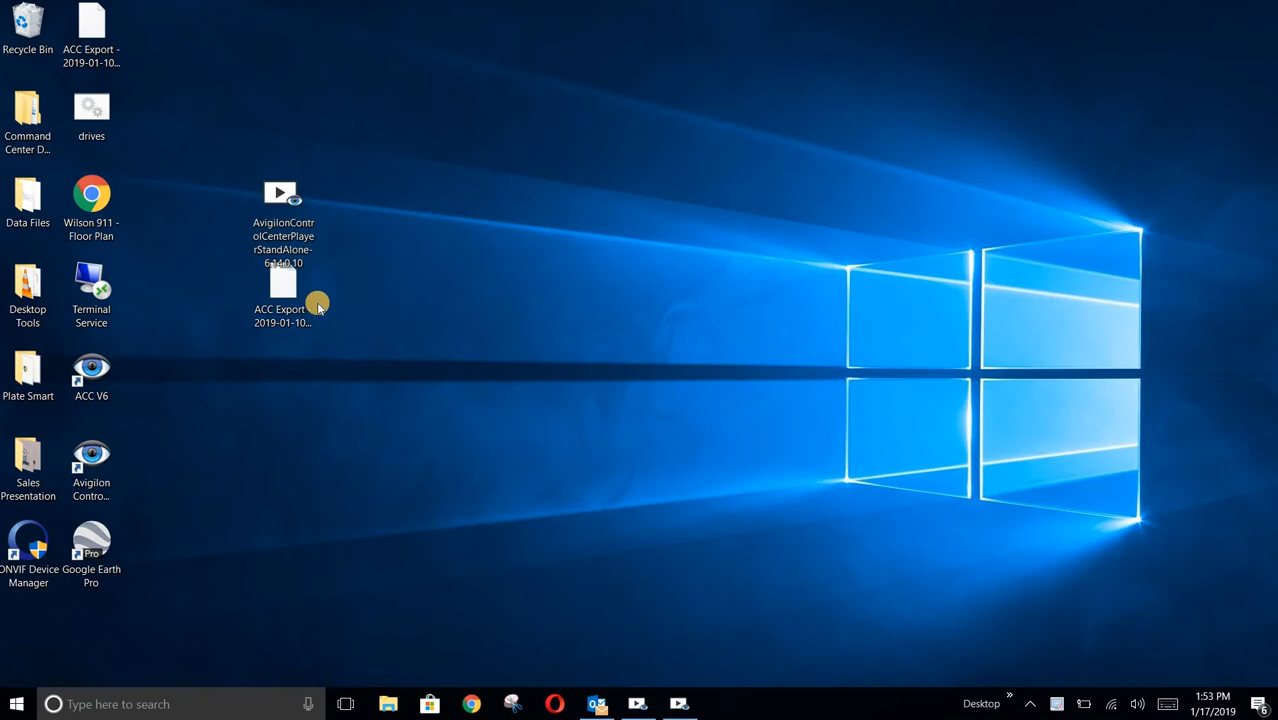 Recycle Bin
ACC Export -
2019-01-10...
Command
Center D...
drives
Data Files
Wilson 911 -
Floor Plan
AvigilonContr
olCenterPlaye
rStandAlone-
6.14.0.10
Desktop
Tools
Terminal
Service
ACC Export
2019-01-10...
Plate Smart
ACC V6
Sales
Presentation
Avigilon
Contro...
ONVIF Device
Manager
Pro
Google Earth
Pro
Type here to search
Desktop
»
1:53 PM
1/17/2019
6